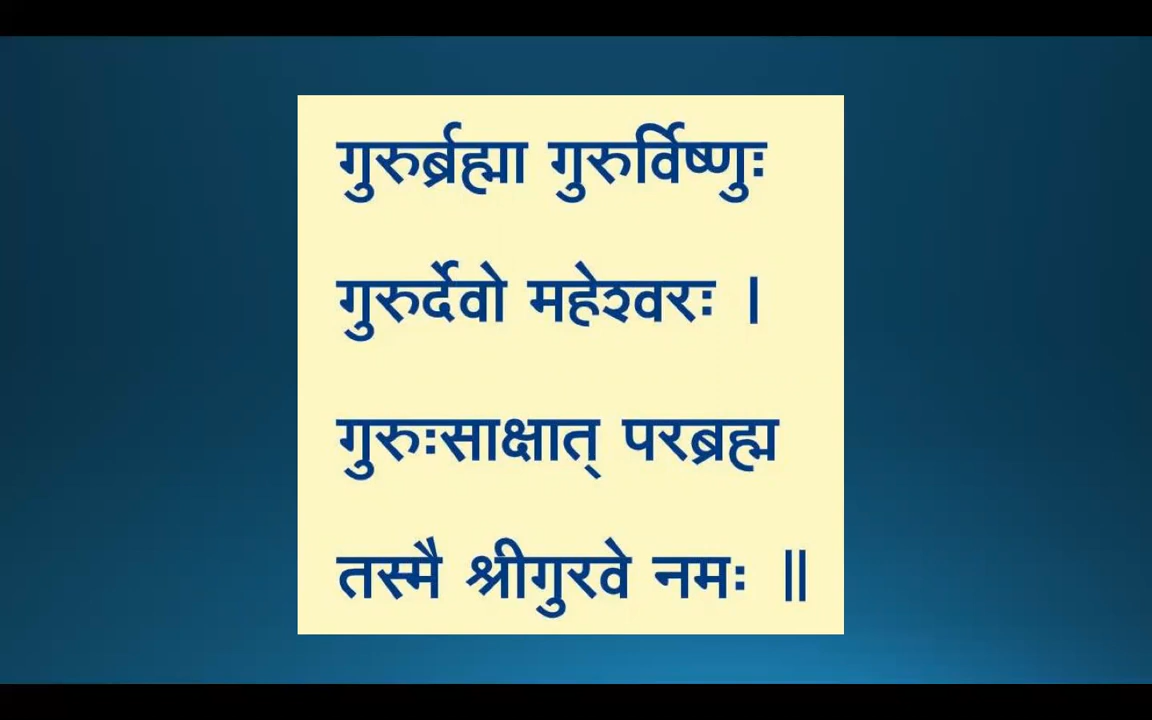 गुरुर्ब्रह्मा गुरुर्विष्णुः
गुरुर्देवो महेश्वरः ।
गुरुःसाक्षात् परब्रह्म
तस्मै श्रीगुरवे नमः ॥